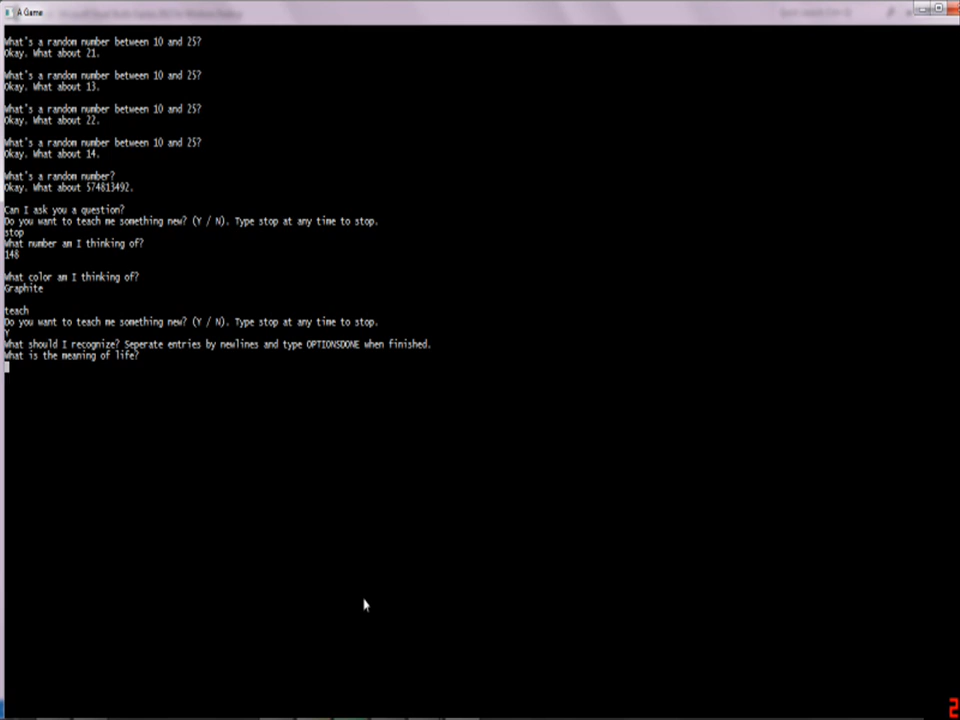 A Game
What's a random number between 10 and 25?
Okay. What about 21.
What's a random number between 10 and 25?
Okay. What about 13.
What's a random number between 10 and 25?
Okay. What about 22.
What's a random number between 10 and 25?
Okay. What about 14.
What's a random number?
Okay. What about 574813492.
Can I ask you a question?
Do you want to teach me something new? (Y / N). Type stop at any time to stop.
stop
What number am I thinking of?
148
What color am I thinking of?
Graphite
teach
Do you want to teach me something new? (Y / N). Type stop at any time to stop.
Y
What should I recognize? Seperate entries by newlines and type OPTIONSDONE when finished.
What is the meaning of life?
2